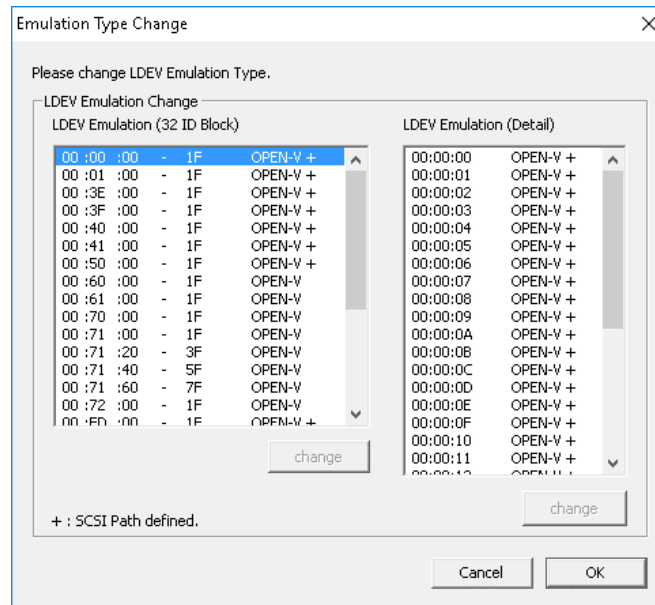 Emulation Type Change
Please change LDEV Emulation Type.
LDEV Emulation Change
LDEV Emulation (32 ID Block)
00 :00 :00 - 1F OPEN-V +
00 :01 :00 - 1F OPEN-V +
00 :3E :00 - 1F OPEN-V +
00 :3F :00 - 1F OPEN-V +
00 :40 :00 - 1F OPEN-V +
00 :41 :00 - 1F OPEN-V +
00 :50 :00 - 1F OPEN-V +
00 :60 :00 - 1F OPEN-V
00 :61 :00 - 1F OPEN-V
00 :70 :00 - 1F OPEN-V
00 :71 :00 - 1F OPEN-V
00 :71 :20 - 3F OPEN-V
00 :71 :40 - 5F OPEN-V
00 :71 :60 - 7F OPEN-V
00 :72 :00 - 1F OPEN-V
00 :FD :00 - 1F OPEN-V +
change
+ : SCSI Path defined.
LDEV Emulation (Detail)
00:00:00 OPEN-V +
00:00:01 OPEN-V +
00:00:02 OPEN-V +
00:00:03 OPEN-V +
00:00:04 OPEN-V +
00:00:05 OPEN-V +
00:00:06 OPEN-V +
00:00:07 OPEN-V +
00:00:08 OPEN-V +
00:00:09 OPEN-V +
00:00:0A OPEN-V +
00:00:0B OPEN-V +
00:00:0C OPEN-V +
00:00:0D OPEN-V +
00:00:0E OPEN-V +
00:00:0F OPEN-V +
00:00:10 OPEN-V +
00:00:11 OPEN-V +
change
Cancel
OK